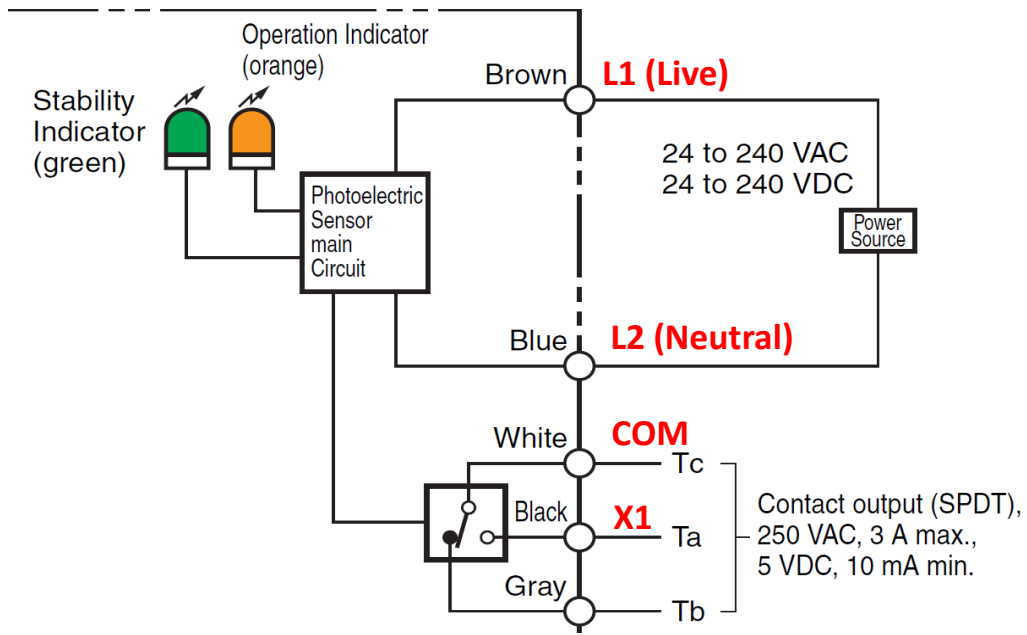 Operation Indicator
(orange)
Stability
Indicator
(green)
Brown
L1 (Live)
24 to 240 VAC
24 to 240 VDC
Photoelectric
Sensor
main
Circuit
Power
Source
Blue
L2 (Neutral)
White
COM
Tc
Black
X1
Ta
Contact output (SPDT),
250 VAC, 3 A max.,
5 VDC, 10 mA min.
Gray
Tb